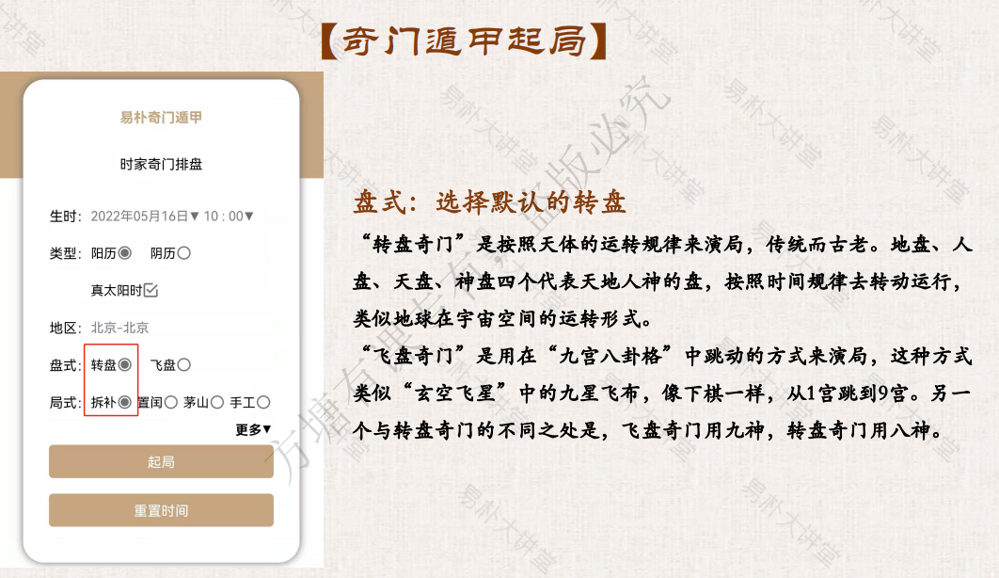 【奇门遁甲起局】
易朴奇门遁甲
时家奇门排盘
生时：2022年05月16日▼ 10 : 00▼
类型：阳历◉ 阴历○
真太阳时☑
地区：北京-北京
盘式：转盘◉ 飞盘○
局式：拆补◉ 置闰○ 茅山○ 手工○
更多▼
起局
重置时间
盘式：选择默认的转盘
“转盘奇门”是按照天体的运转规律来演局，传统而古老。地盘、人
盘、天盘、神盘四个代表天地人神的盘，按照时间规律去转动运行，
类似地球在宇宙空间的运转形式。
“飞盘奇门”是用在“九宫八卦格”中跳动的方式来演局，这种方式
类似“玄空飞星”中的九星飞布，像下棋一样，从1宫跳到9宫。另一
个与转盘奇门的不同之处是，飞盘奇门用九神，转盘奇门用八神。
易朴大讲堂